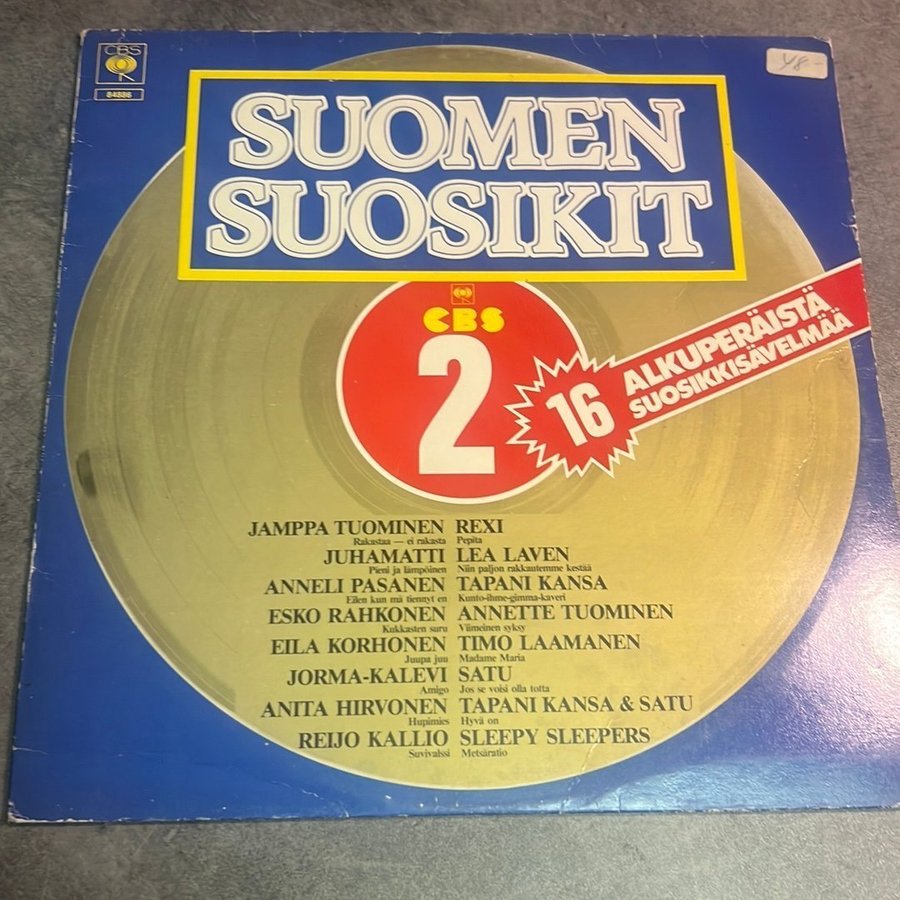 CBS
84886
48-
SUOMEN
SUOSIKIT
CBS
2
16
ALKUPERÄISTÄ
SUOSIKKISÄVELMÄÄ
JAMPPA TUOMINEN
Rakastaa — ei rakasta
JUHAMATTI
Pieni ja lämpöinen
ANNELI PASANEN
Eilen kun mä tiennyt en
ESKO RAHKONEN
Kukkasten suru
EILA KORHONEN
Juupa juu
JORMA-KALEVI
Amigo
ANITA HIRVONEN
Hupimies
REIJO KALLIO
Suvivalssi
REXI
Pepita
LEA LAVEN
Niin paljon rakkautemme kestää
TAPANI KANSA
Kunto-ihme-gimma-kaveri
ANNETTE TUOMINEN
Viimeinen syksy
TIMO LAAMANEN
Madame Maria
SATU
Jos se voisi olla totta
TAPANI KANSA & SATU
Hyvä on
SLEEPY SLEEPERS
Metsäratio